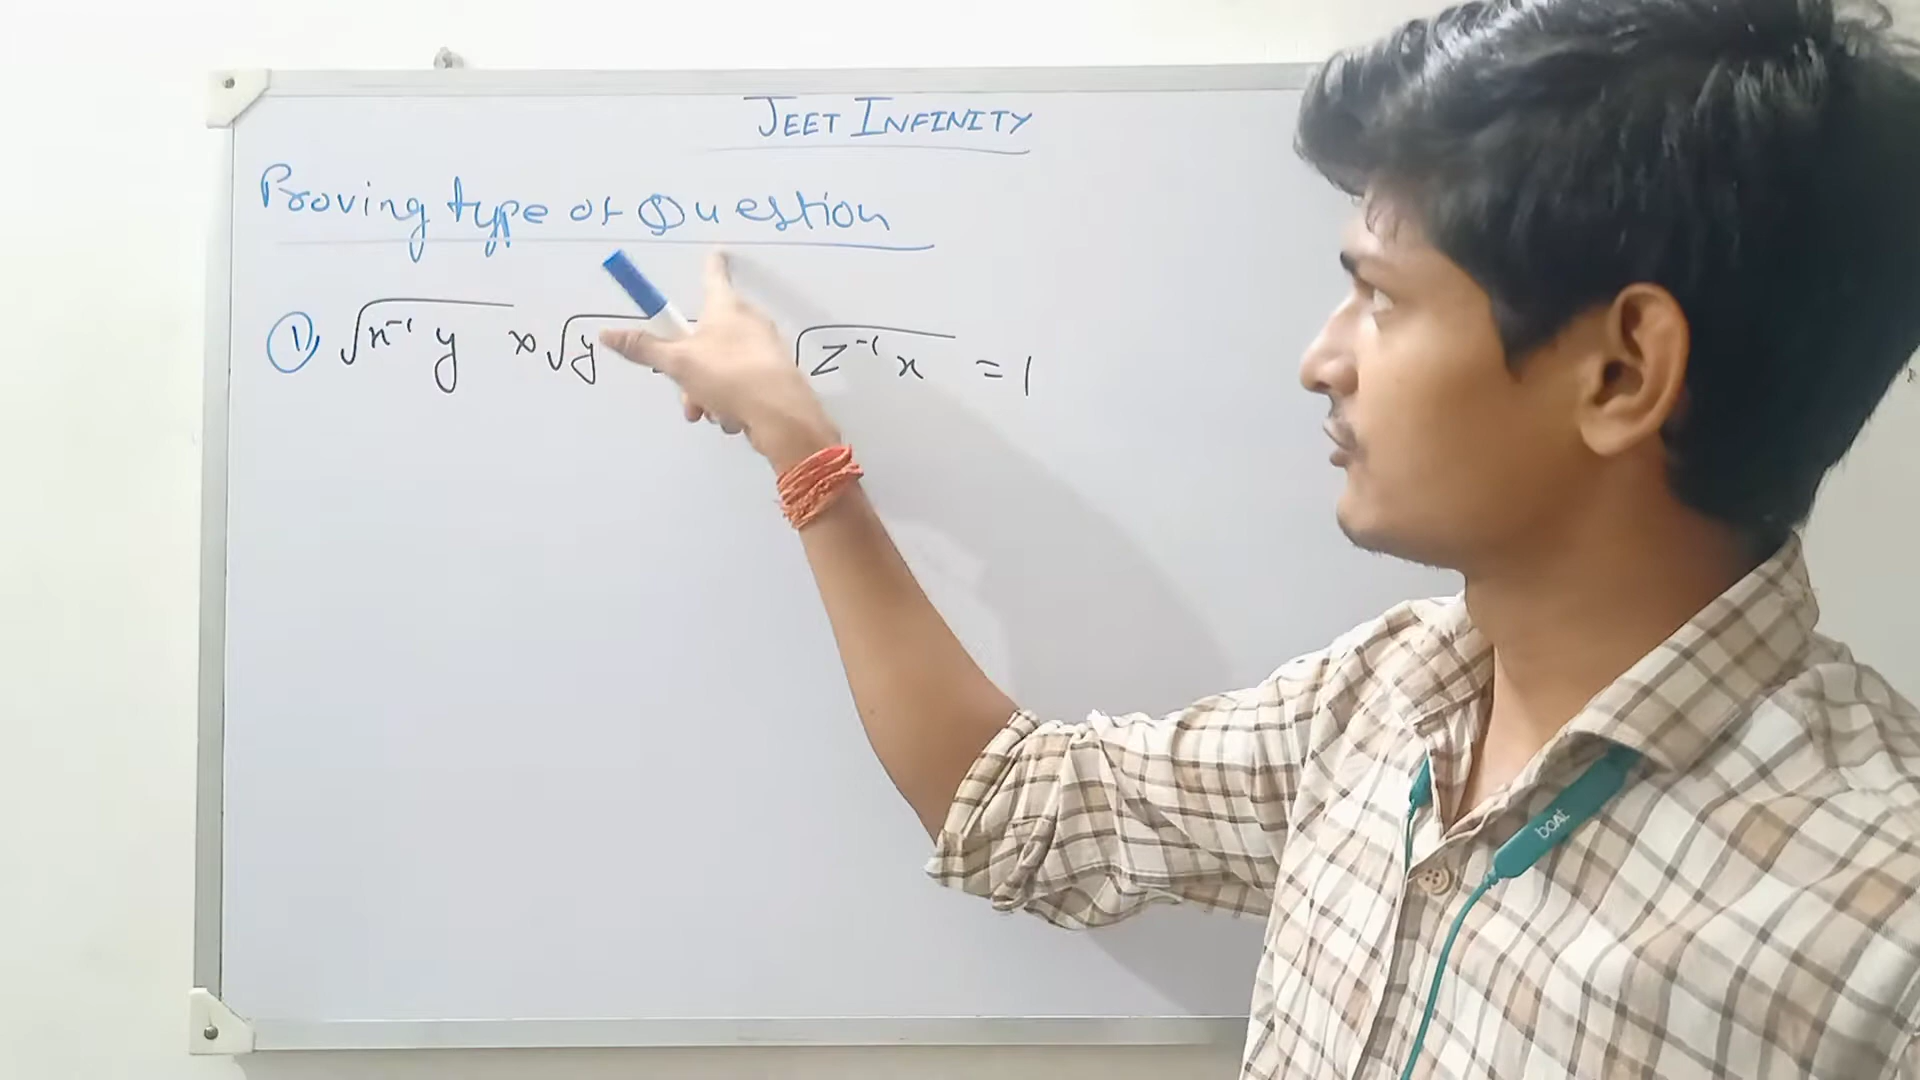 JEET INFINITY
Proving type of Question
① √x⁻¹ y × √y √z⁻¹ x = 1
boAt